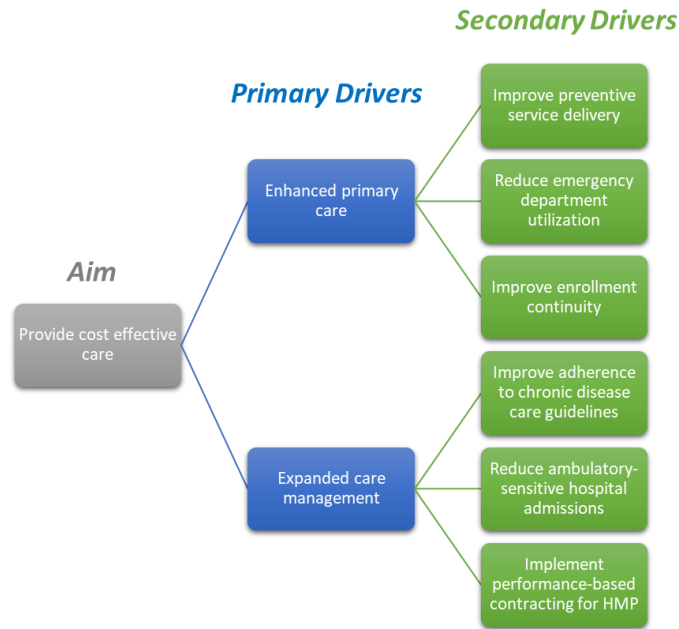 Secondary Drivers
Primary Drivers
Aim
Provide cost effective
care
Enhanced primary
care
Expanded care
management
Improve preventive
service delivery
Reduce emergency
department
utilization
Improve enrollment
continuity
Improve adherence
to chronic disease
care guidelines
Reduce ambulatory-
sensitive hospital
admissions
Implement
performance-based
contracting for HMP